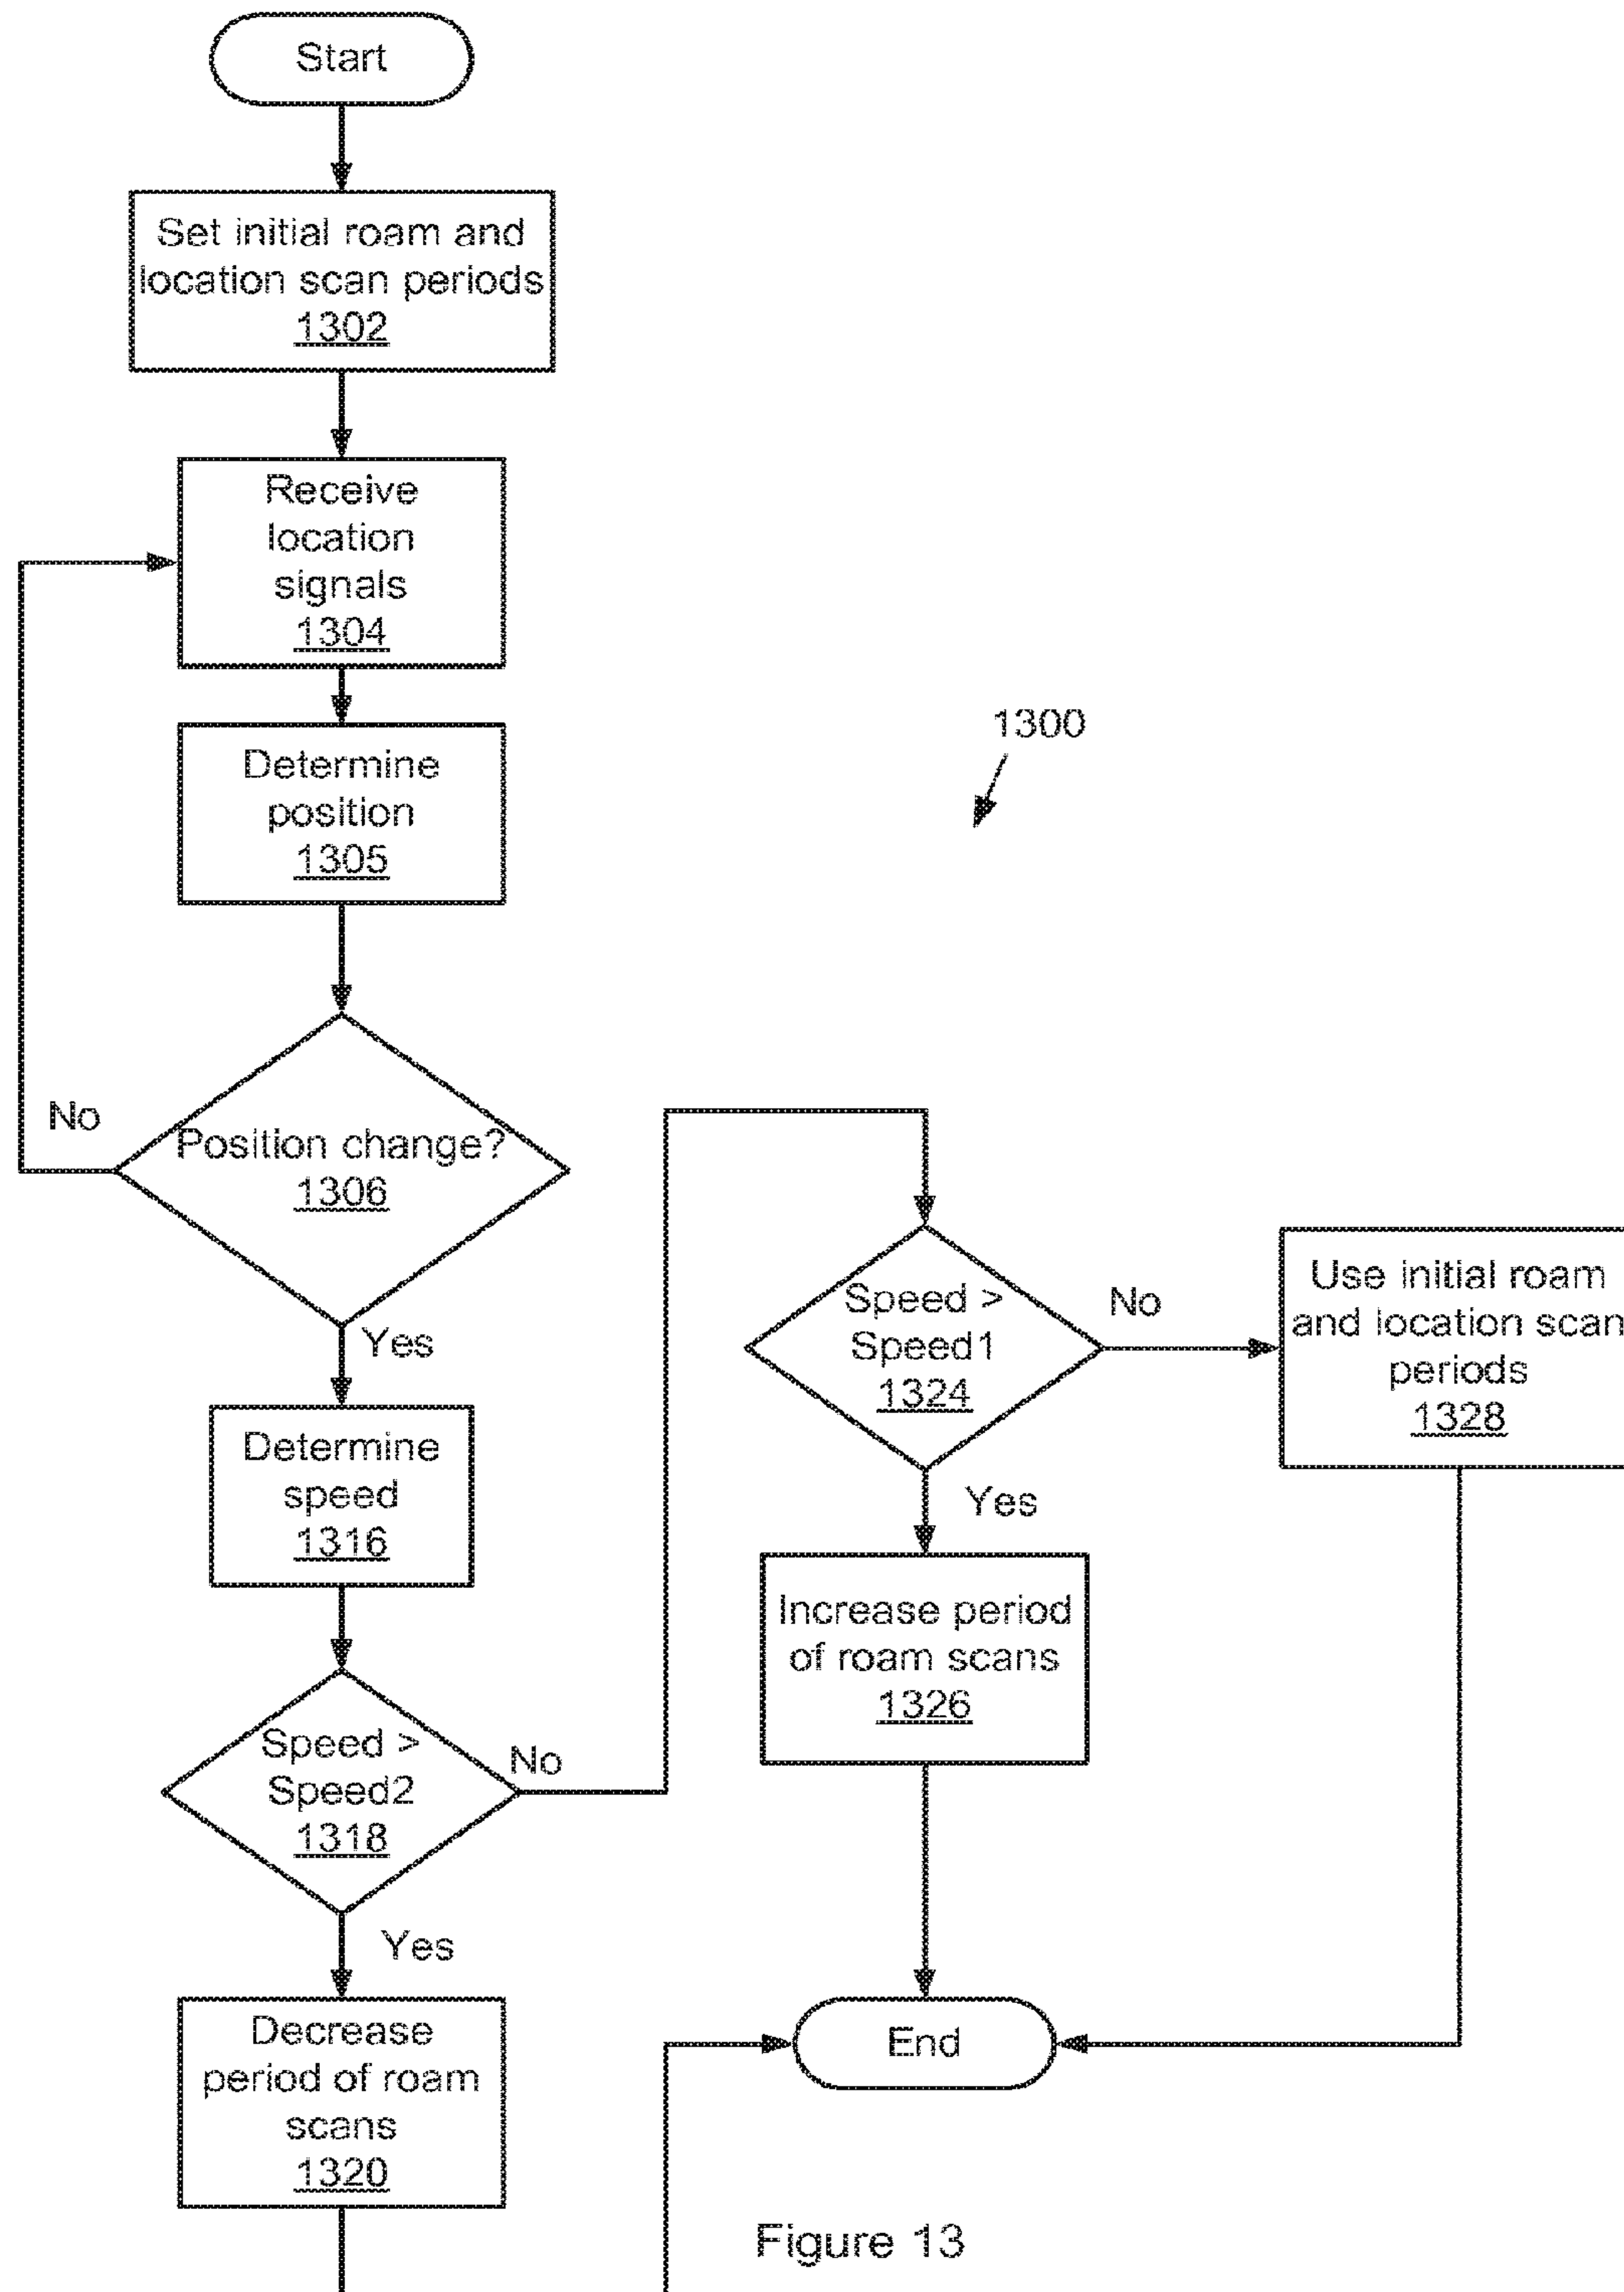 Start
Set initial roam and
location scan periods
1302
Receive
location
signals
1304
Determine
position
1305
1300
No
Position change?
1306
Yes
Determine
speed
1316
Speed >
Speed2
1318
No
Yes
Decrease
period of roam
scans
1320
Speed >
Speed1
1324
No
Yes
Increase period
of roam scans
1326
Use initial roam
and location scan
periods
1328
End
Figure 13